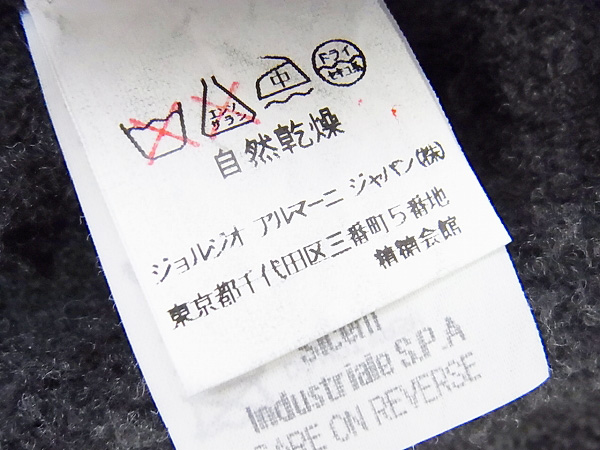 エンソ
サラシ
中
ドライ
セキユ系
自然乾燥
ジョルジオ アルマーニ ジャパン(株)
東京都千代田区三番町5番地
精糖会館
Industriale S.P.A
CARE ON REVERSE